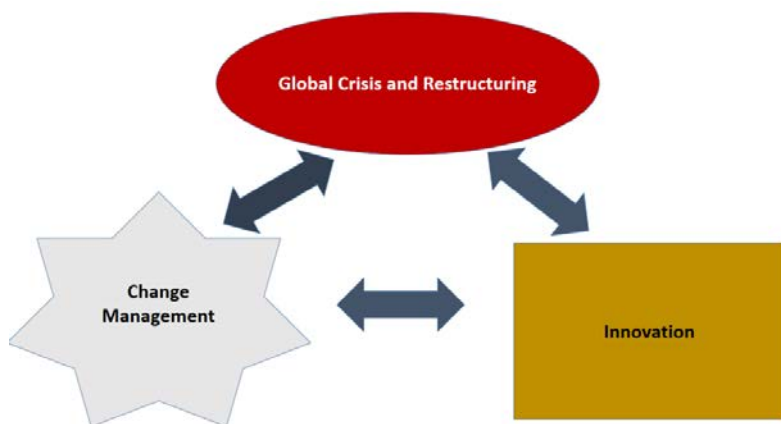 Global Crisis and Restructuring
Change
Management
Innovation